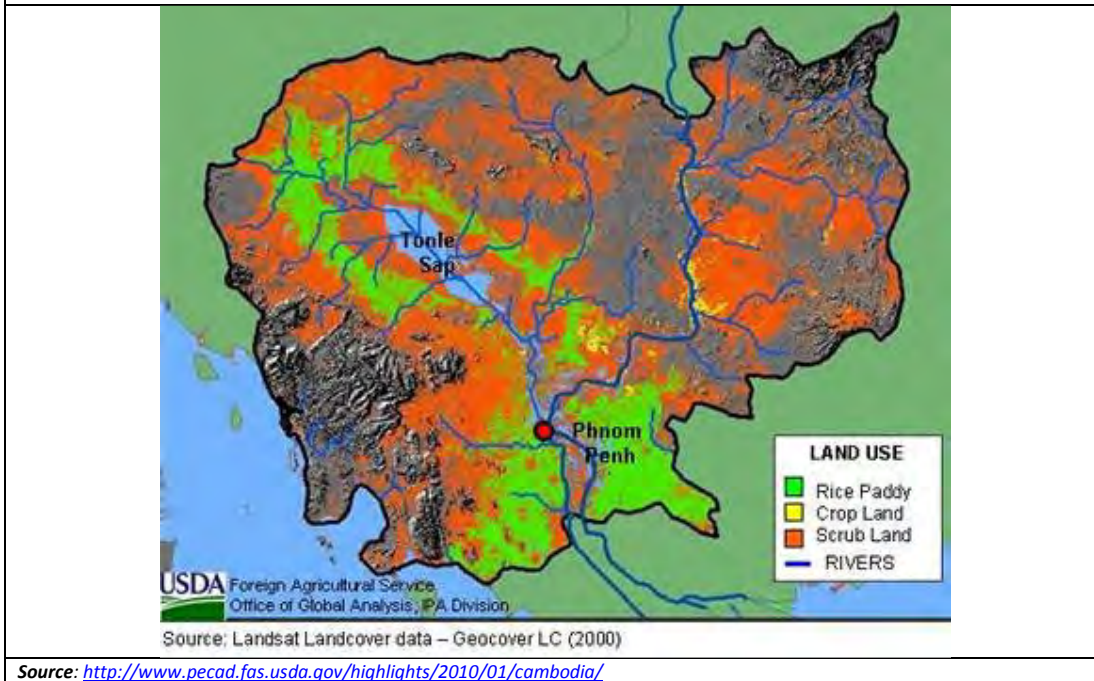 Tonle
Sap
Phnom
Penh
LAND USE
Rice Paddy
Crop Land
Scrub Land
RIVERS
USDA Foreign Agricultural Service
Office of Global Analysis, IPA Division
Source: Landsat Landcover data – Geocover LC (2000)
Source: http://www.pecad.fas.usda.gov/highlights/2010/01/cambodia/